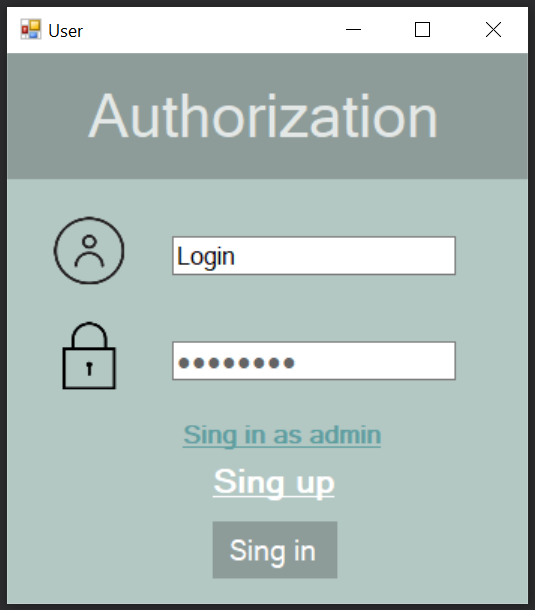 User
Authorization
Login
●●●●●●●●
Sing in as admin
Sing up
Sing in